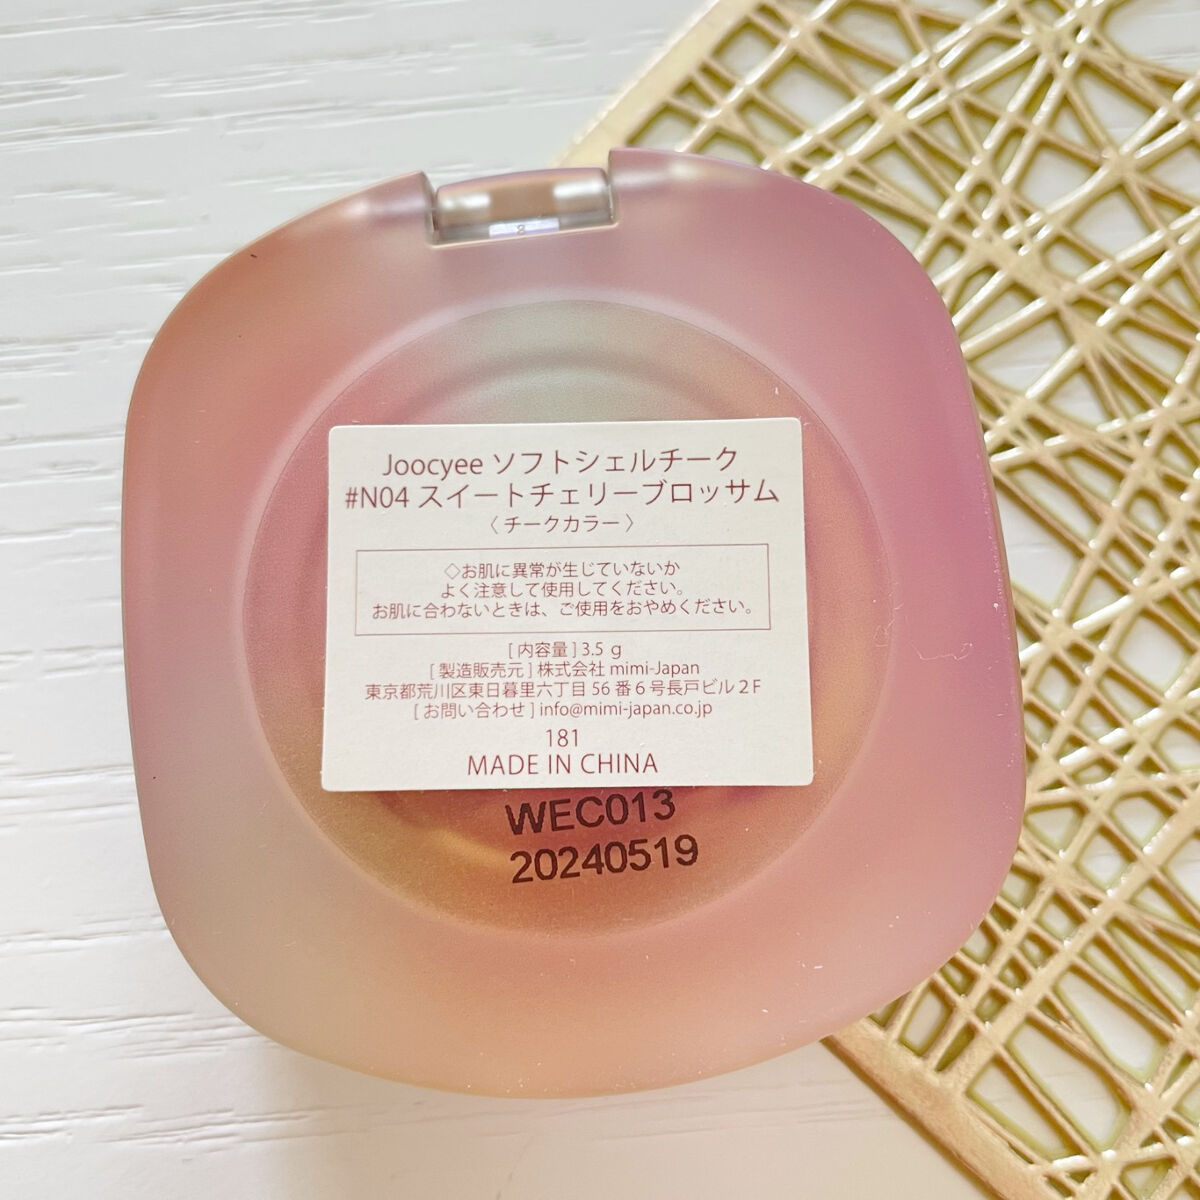 Joocyee ソフトシェルチーク
#N04 スイートチェリーブロッサム
〈チークカラー〉
◇お肌に異常が生じていないか
よく注意して使用してください。
お肌に合わないときは、ご使用をおやめください。
[ 内容量 ] 3.5 g
[ 製造販売元 ] 株式会社 mimi-Japan
東京都荒川区東日暮里六丁目 56 番 6 号長戸ビル 2 F
[ お問い合わせ ] info@mimi-japan.co.jp
181
MADE IN CHINA
WEC013
20240519